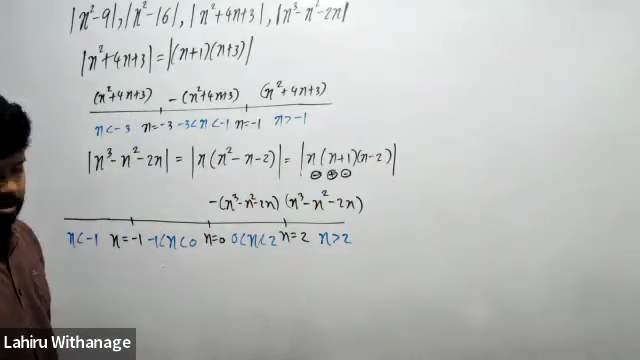 |x²-9|, |x²-16|, |x²+4x+3|, |x³-x²-2x|
|x²+4x+3| = |(x+1)(x+3)|
(x²+4x+3) -(x²+4x+3) (x²+4x+3)
x<-3 x=-3 -3<x<-1 x=-1 x>-1
|x³-x²-2x| = |x(x²-x-2)| = |x(x+1)(x-2)|
⊖ ⊕ ⊖
-(x³-x²-2x) (x³-x²-2x)
x<-1 x=-1 -1<x<0 x=0 0<x<2 x=2 x>2
Lahiru Withanage